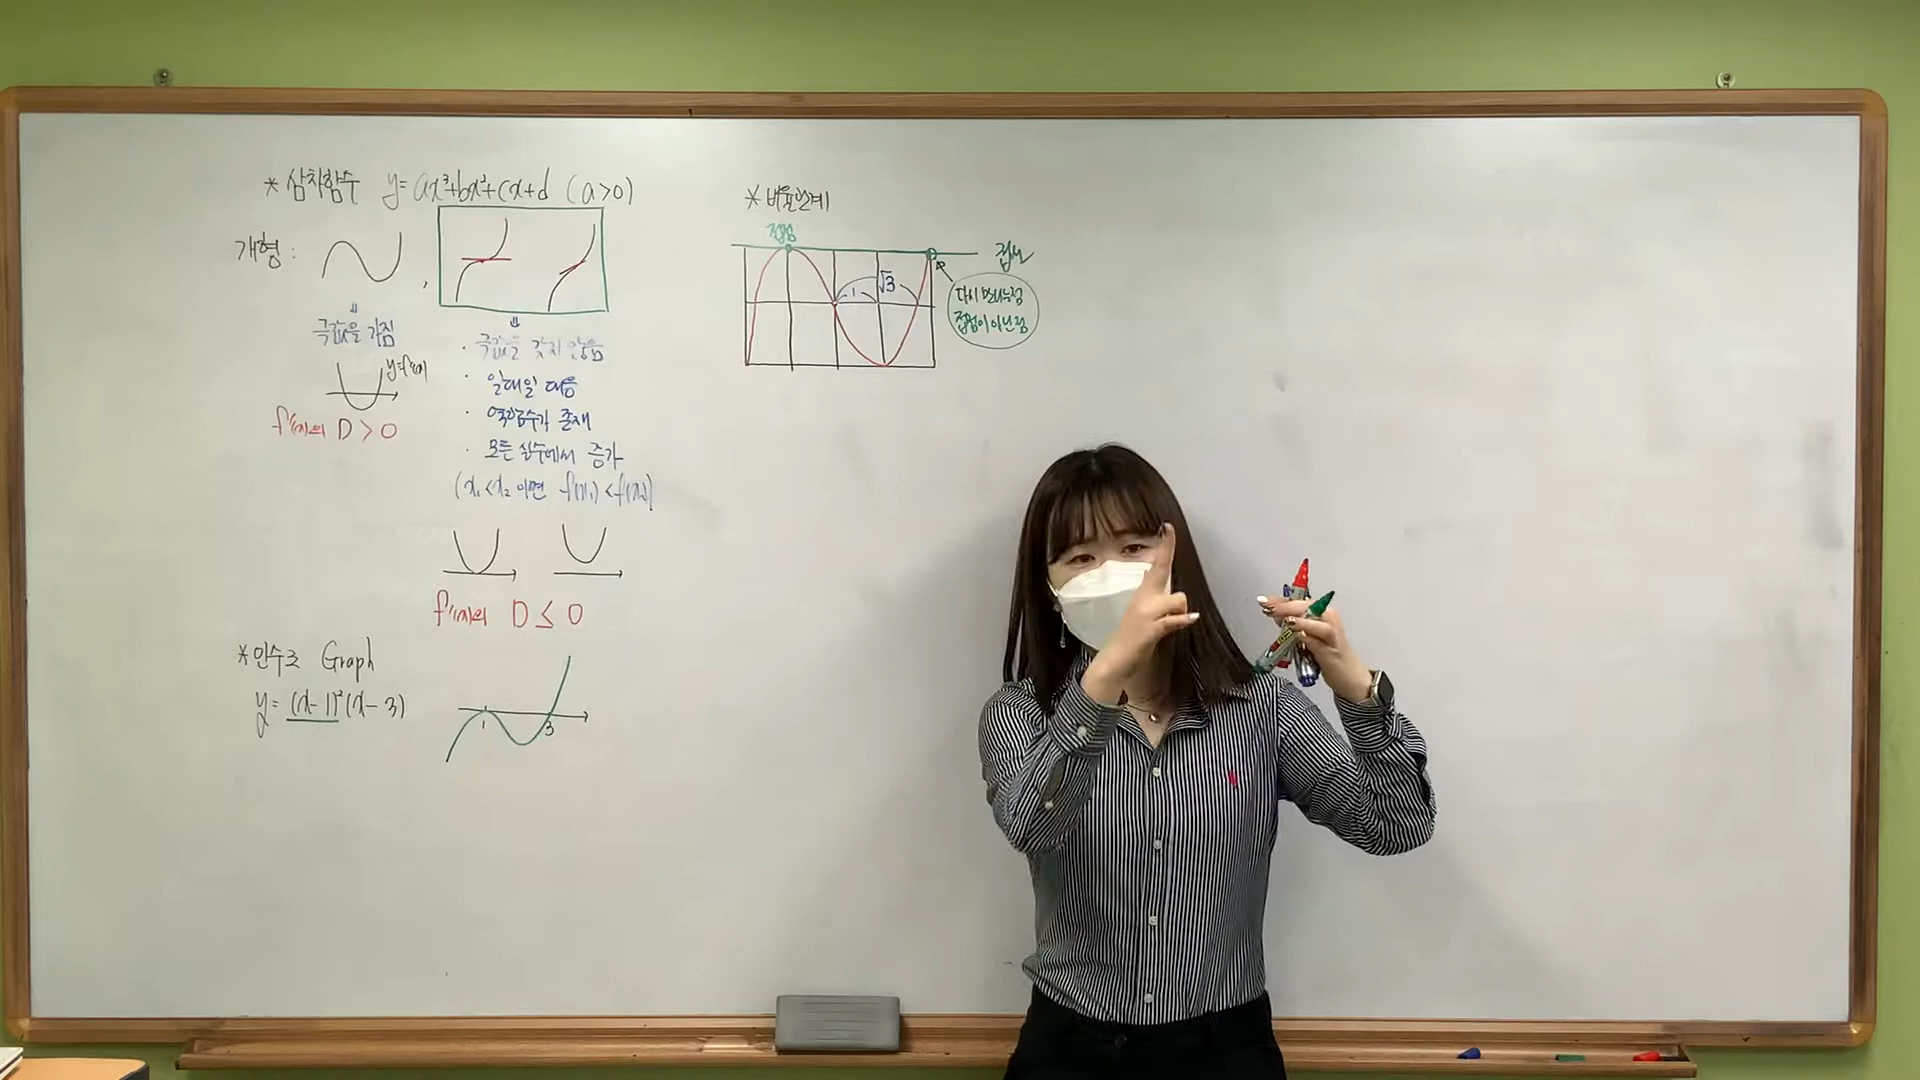 * 삼차함수 y=ax³+bx²+cx+d (a>0)
개형 :
⇓
극값을 가짐
y=f'(x)
f'(x)의 D>0
⇓
· 극값을 갖지 않음
· 일대일 대응
· 역함수가 존재
· 모든 실수에서 증가
(x₁<x₂ 이면 f(x₁)<f(x₂))
f'(x)의 D≤0
* 인수로 Graph
y=(x-1)²(x-3)
1
3
* 비율관계
접점
접선
1
√3
다시 만나는점
접점이 아닌 점